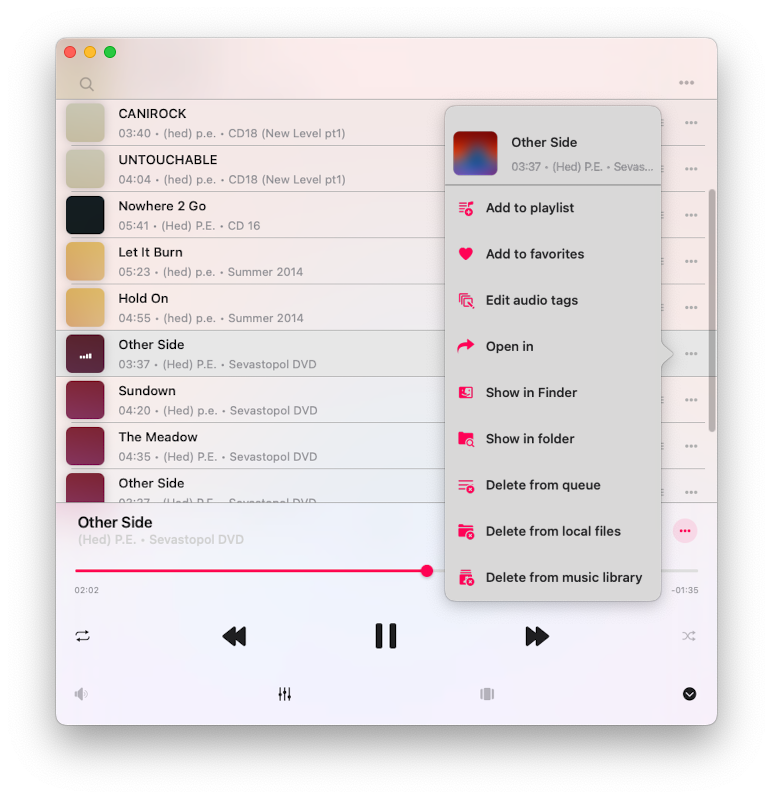 CANIROCK
03:40 • (hed) p.e. • CD18 (New Level pt1)
UNTOUCHABLE
04:04 • (hed) p.e. • CD18 (New Level pt1)
Nowhere 2 Go
05:41 • (Hed) P.E. • CD 16
Let It Burn
05:23 • (hed) p.e. • Summer 2014
Hold On
04:55 • (hed) p.e. • Summer 2014
Other Side
03:37 • (Hed) P.E. • Sevastopol DVD
Sundown
04:20 • (Hed) p.e. • Sevastopol DVD
The Meadow
04:35 • (Hed) P.E. • Sevastopol DVD
Other Side
03:37 • (Hed) P.E. • Sevastopol DVD
Other Side
03:37 • (Hed) P.E. • Sevas...
Add to playlist
Add to favorites
Edit audio tags
Open in
Show in Finder
Show in folder
Delete from queue
Delete from local files
Delete from music library
Other Side
(Hed) P.E. • Sevastopol DVD
02:02
-01:35